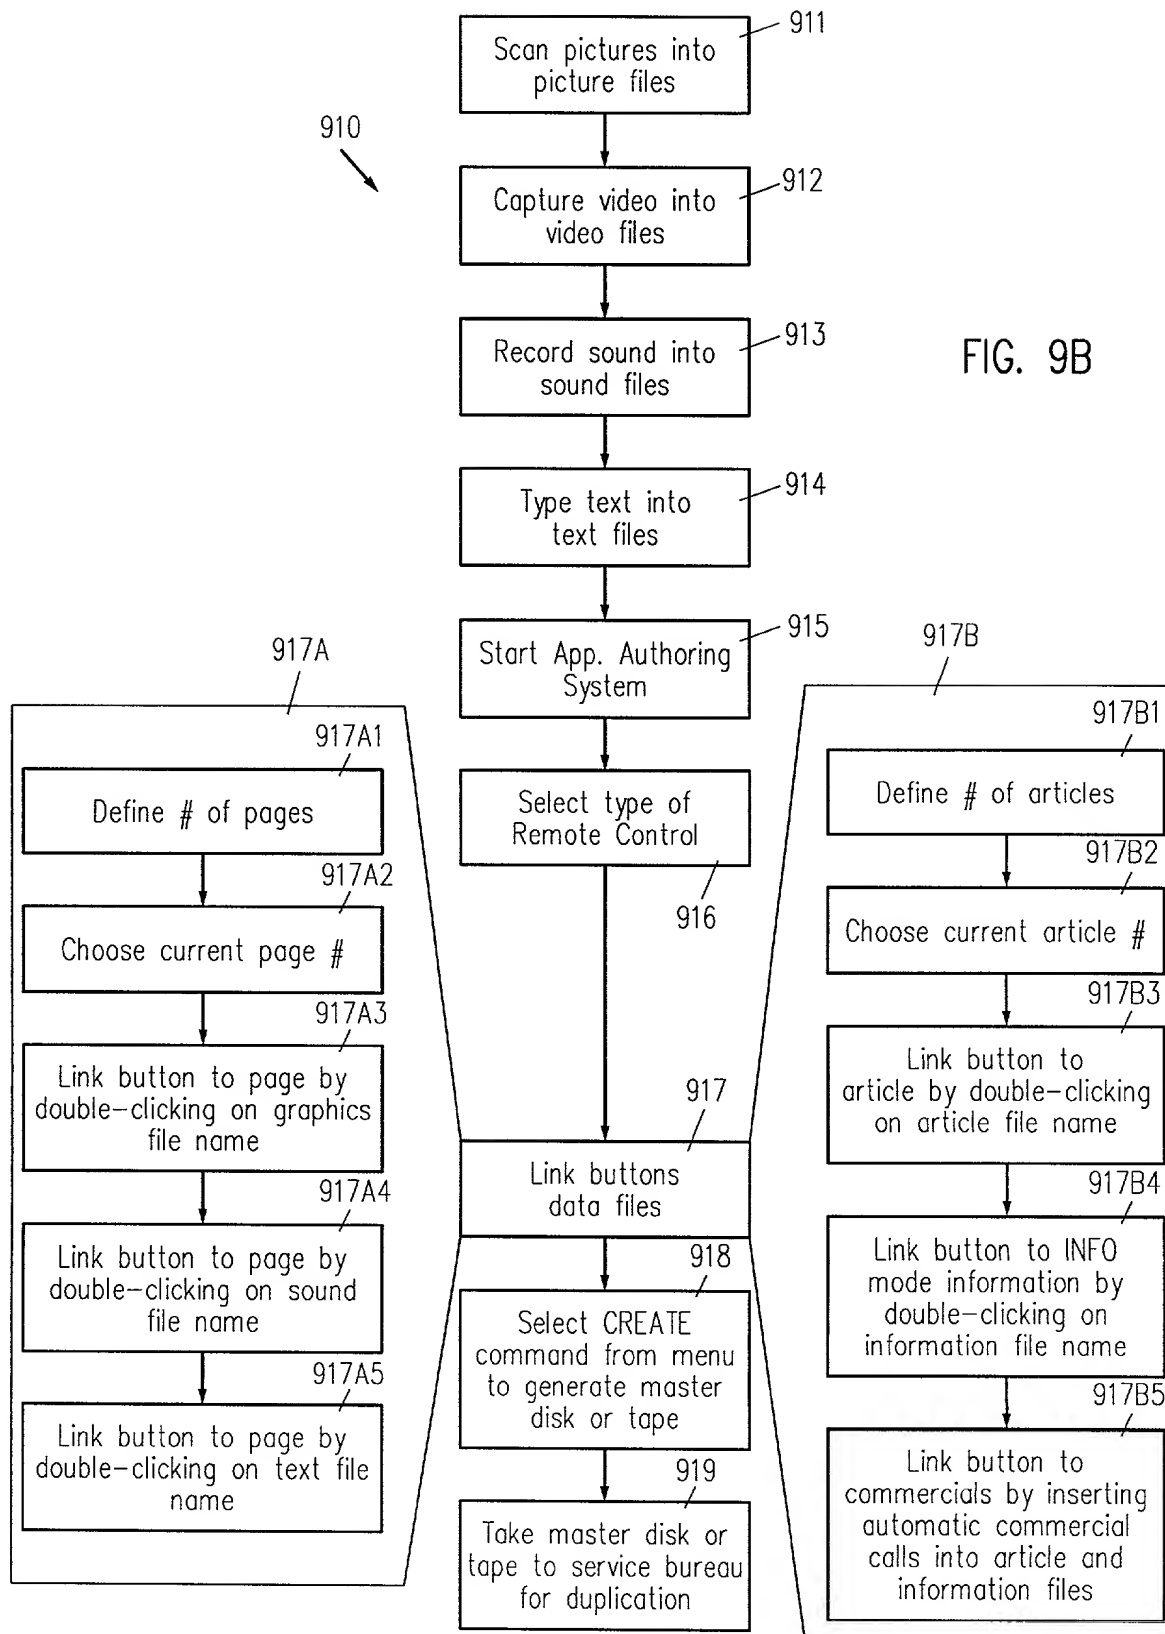 911
Scan pictures into
picture files
910
912
Capture video into
video files
913
Record sound into
sound files
FIG. 9B
914
Type text into
text files
915
Start App. Authoring
System
Select type of
Remote Control
916
917A
917A1
Define # of pages
917A2
Choose current page #
917A3
Link button to page by
double-clicking on graphics
file name
917A4
Link button to page by
double-clicking on sound
file name
917A5
Link button to page by
double-clicking on text file
name
917
Link buttons
data files
918
Select CREATE
command from menu
to generate master
disk or tape
919
Take master disk or
tape to service bureau
for duplication
917B
917B1
Define # of articles
917B2
Choose current article #
917B3
Link button to
article by double-clicking
on article file name
917B4
Link button to INFO
mode information by
double-clicking on
information file name
917B5
Link button to
commercials by inserting
automatic commercial
calls into article and
information files